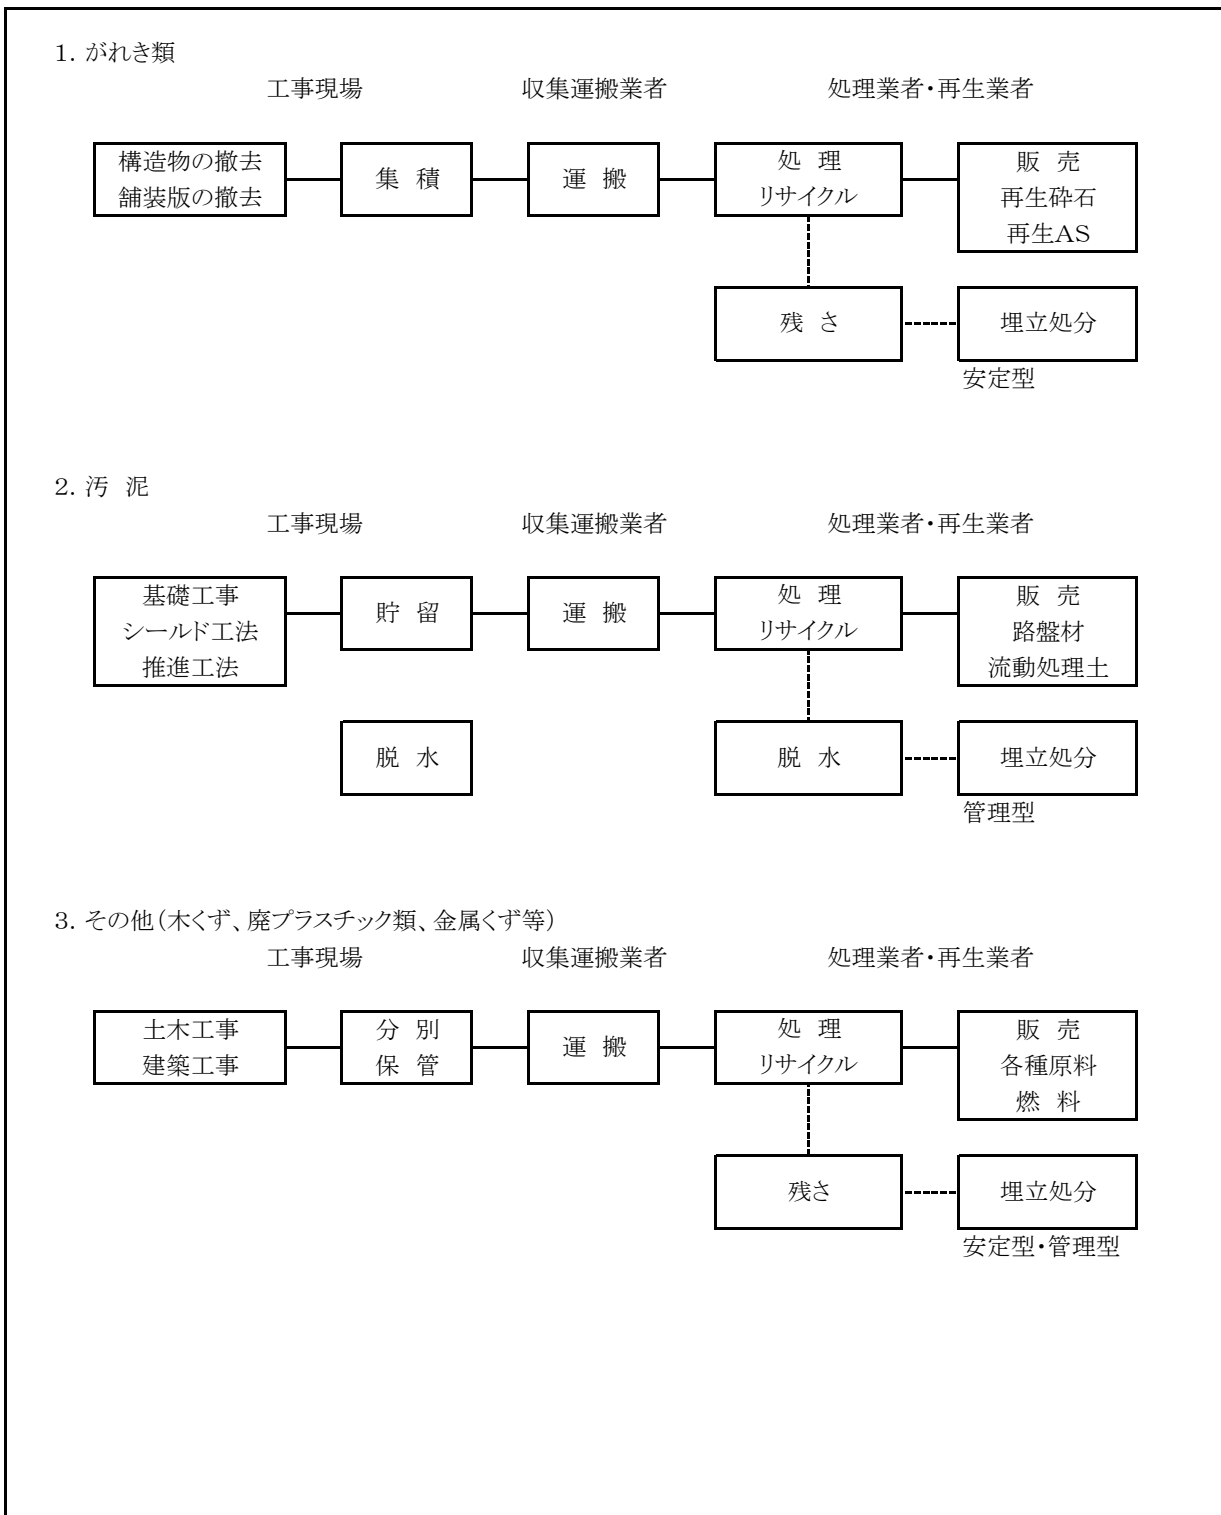 1. がれき類
工事現場 収集運搬業者 処理業者・再生業者
構造物の撤去
舗装版の撤去
集 積
運 搬
処 理
リサイクル
販 売
再生砕石
再生AS
残 さ
埋立処分
安定型
2. 汚 泥
工事現場 収集運搬業者 処理業者・再生業者
基礎工事
シールド工法
推進工法
貯 留
運 搬
処 理
リサイクル
販 売
路盤材
流動処理土
脱 水
脱 水
埋立処分
管理型
3. その他(木くず、廃プラスチック類、金属くず等)
工事現場 収集運搬業者 処理業者・再生業者
土木工事
建築工事
分 別
保 管
運 搬
処 理
リサイクル
販 売
各種原料
燃 料
残さ
埋立処分
安定型・管理型